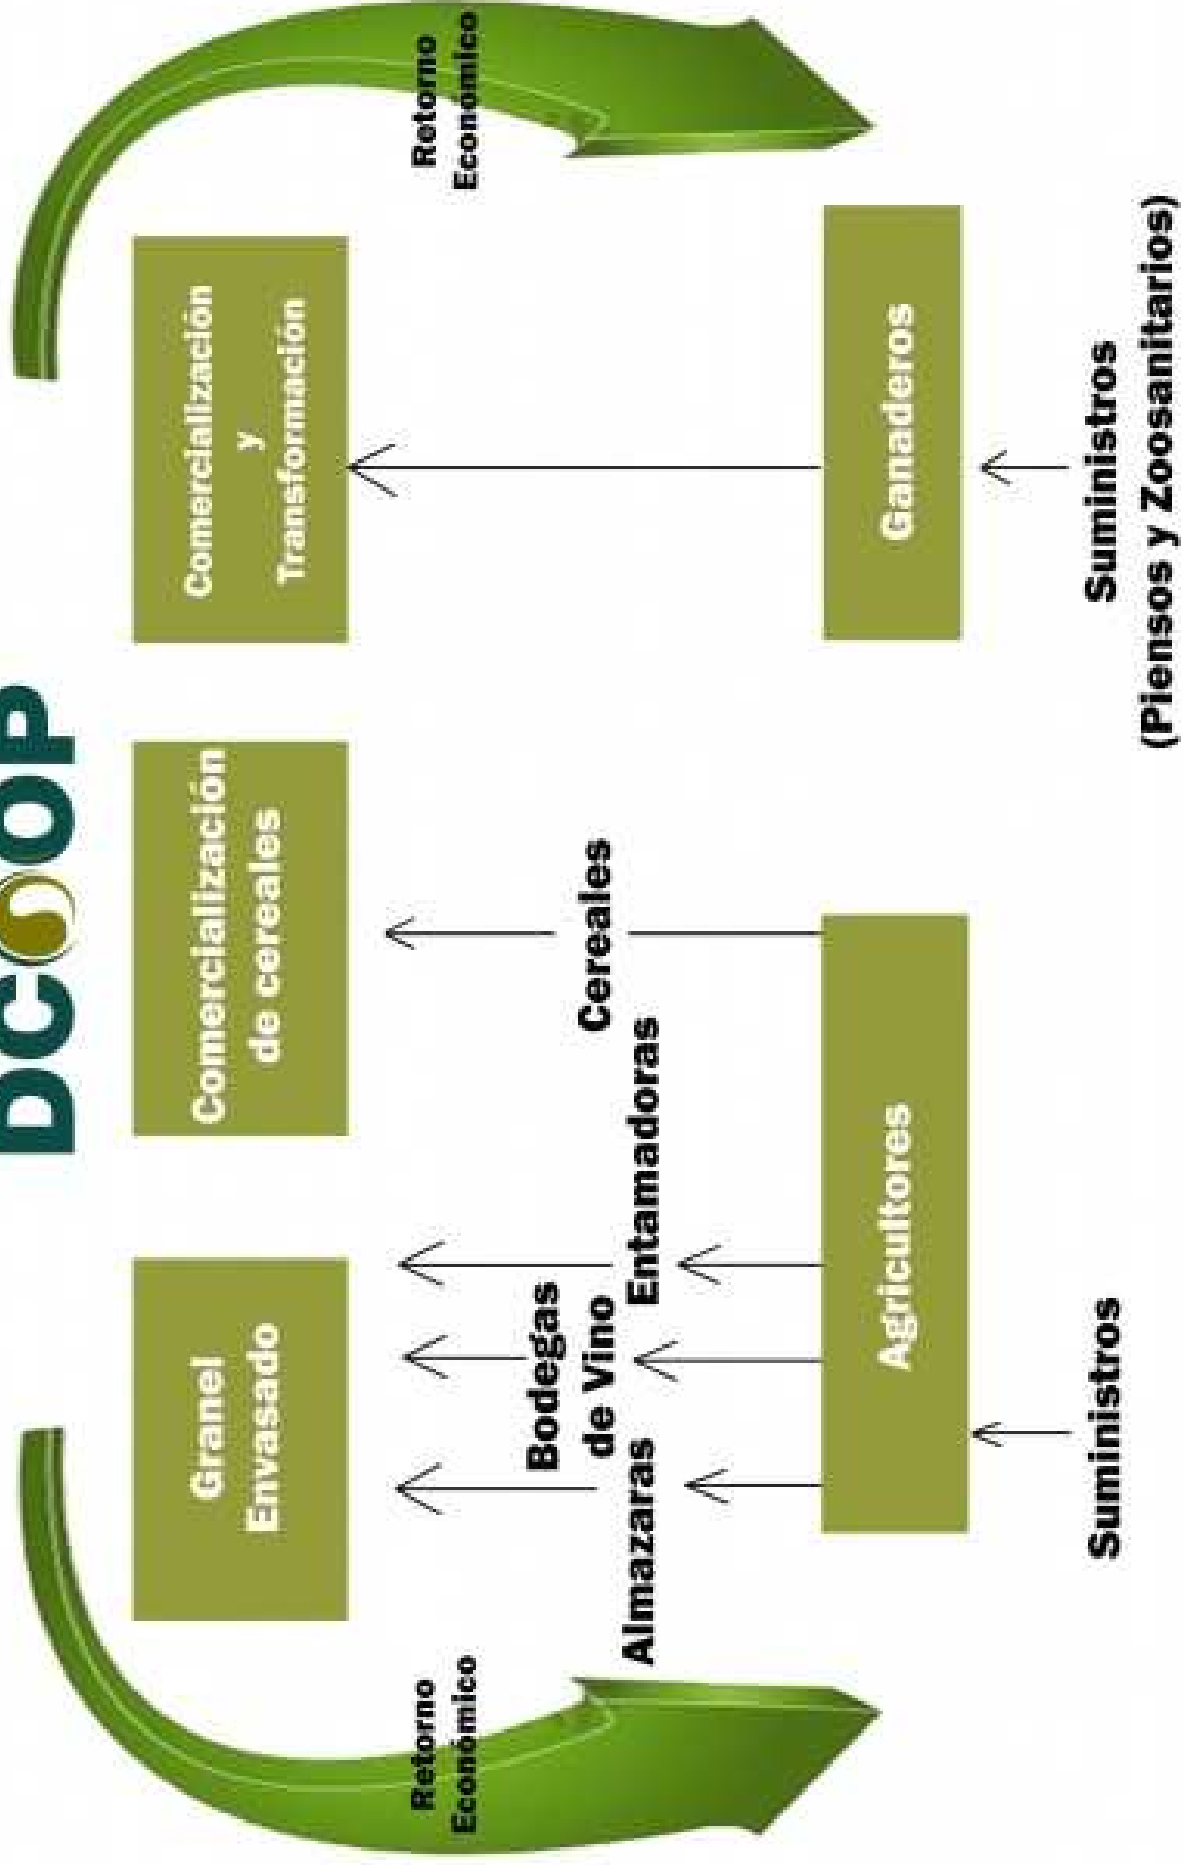 DCOOP
Granel
Envasado
Comercialización
de cereales
Comercialización
y
Transformación
Retorno
Económico
Retorno
Económico
Bodegas
de Vino
Almazaras
Entamadoras
Cereales
Agricultores
Ganaderos
Suministros
Suministros
(Piensos y Zoosanitarios)